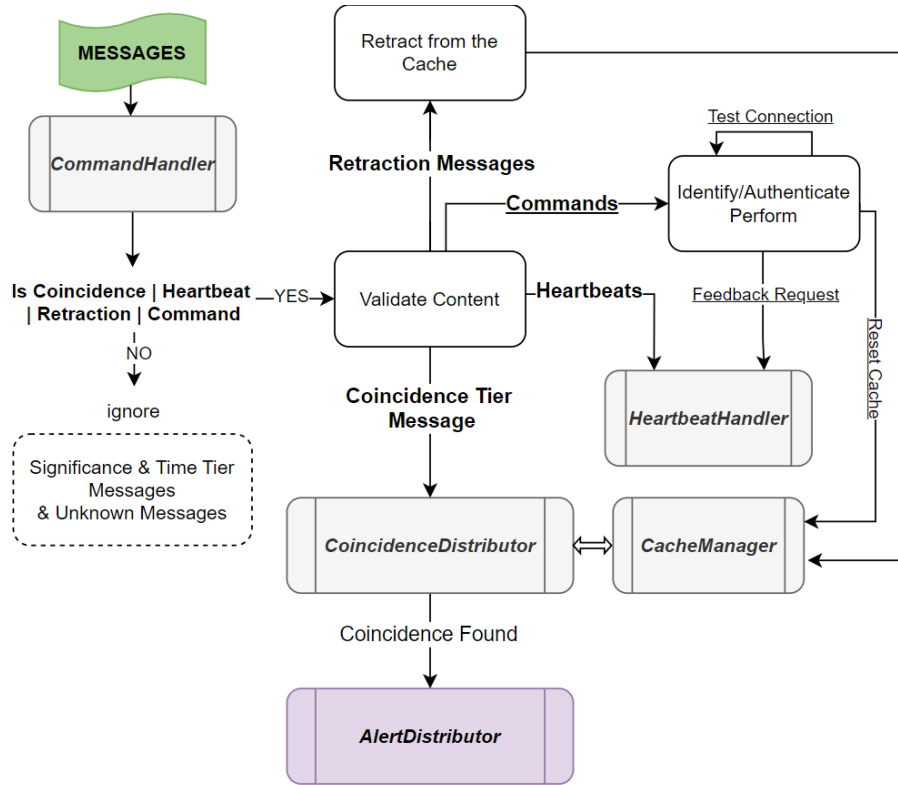 MESSAGES
CommandHandler
Is Coincidence | Heartbeat
| Retraction | Command
YES
NO
ignore
Significance & Time Tier
Messages
& Unknown Messages
Retract from the
Cache
Retraction Messages
Validate Content
Commands
Test Connection
Identify/Authenticate
Perform
Heartbeats
Feedback Request
Reset Cache
HeartbeatHandler
Coincidence Tier
Message
CoincidenceDistributor
CacheManager
Coincidence Found
AlertDistributor